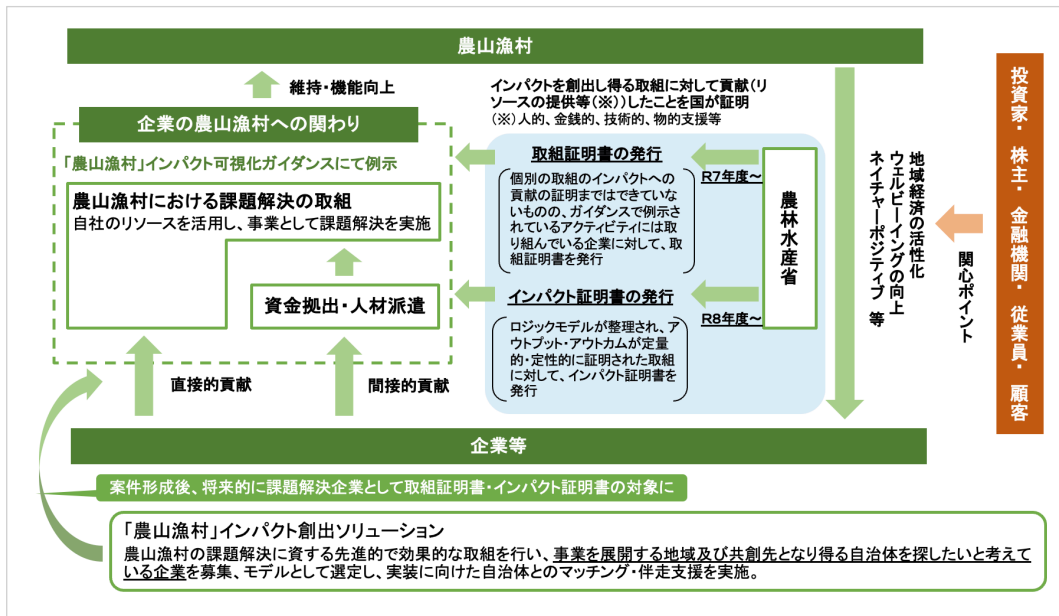 農山漁村
維持・機能向上
インパクトを創出し得る取組に対して貢献(リ
ソースの提供等(※))したことを国が証明
(※)人的、金銭的、技術的、物的支援等
企業の農山漁村への関わり
「農山漁村」インパクト可視化ガイダンスにて例示
農山漁村における課題解決の取組
自社のリソースを活用し、事業として課題解決を実施
資金拠出・人材派遣
取組証明書の発行
R7年度～
個別の取組のインパクトへの
貢献の証明まではできていな
いものの、ガイダンスで例示さ
れているアクティビティには取
り組んでいる企業に対して、取
組証明書を発行
インパクト証明書の発行
R8年度～
ロジックモデルが整理され、ア
ウトプット・アウトカムが定量
的・定性的に証明された取組
に対して、インパクト証明書を
発行
農林水産省
地域経済の活性化
ウェルビーイングの向上
ネイチャーポジティブ 等
関心ポイント
投資家・株主・金融機関・従業員・顧客
直接的貢献
間接的貢献
企業等
案件形成後、将来的に課題解決企業として取組証明書・インパクト証明書の対象に
「農山漁村」インパクト創出ソリューション
農山漁村の課題解決に資する先進的で効果的な取組を行い、事業を展開する地域及び共創先となり得る自治体を探したいと考えて
いる企業を募集、モデルとして選定し、実装に向けた自治体とのマッチング・伴走支援を実施。